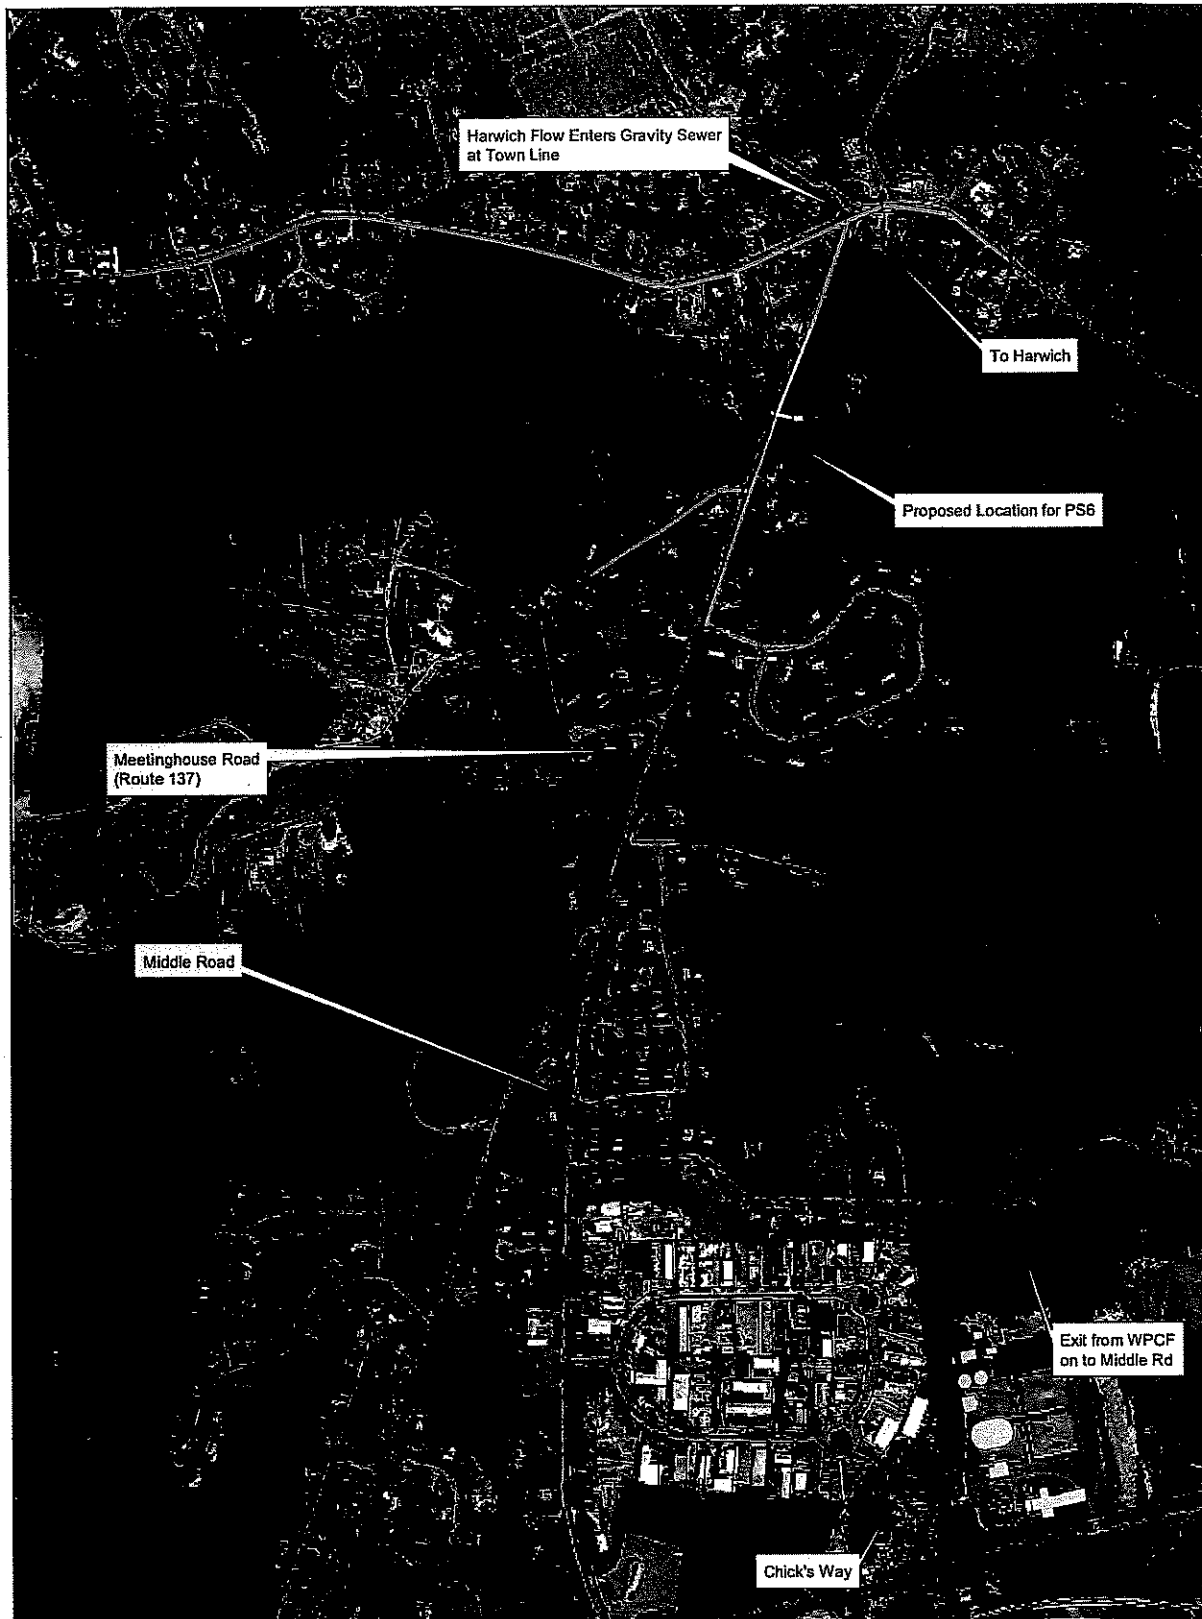 Harwich Flow Enters Gravity Sewer
at Town Line
To Harwich
Proposed Location for PS6
Meetinghouse Road
(Route 137)
Middle Road
Exit from WPCF
on to Middle Rd
Chick's Way